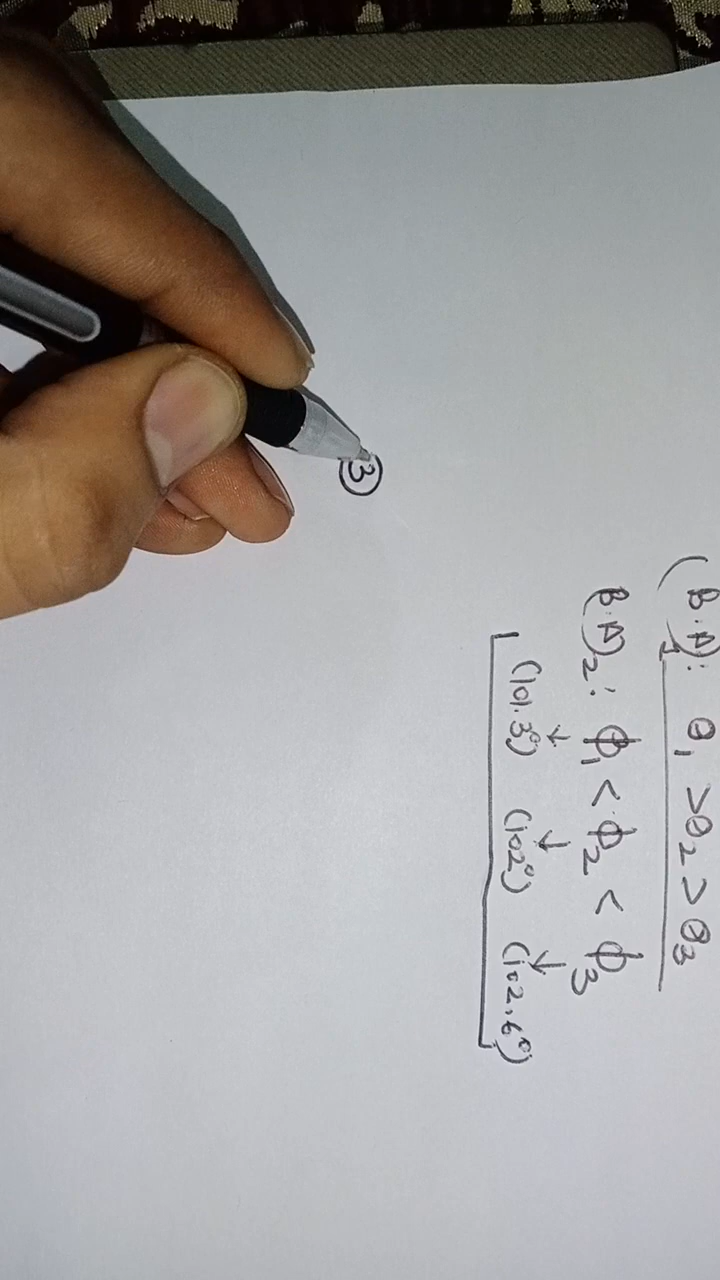 (B.A)₁: θ₁ > θ₂ > θ₃
(B.A)₂: ϕ₁ < ϕ₂ < ϕ₃
↓ ↓ ↓
(101.3°) (102°) (102.6°)
③